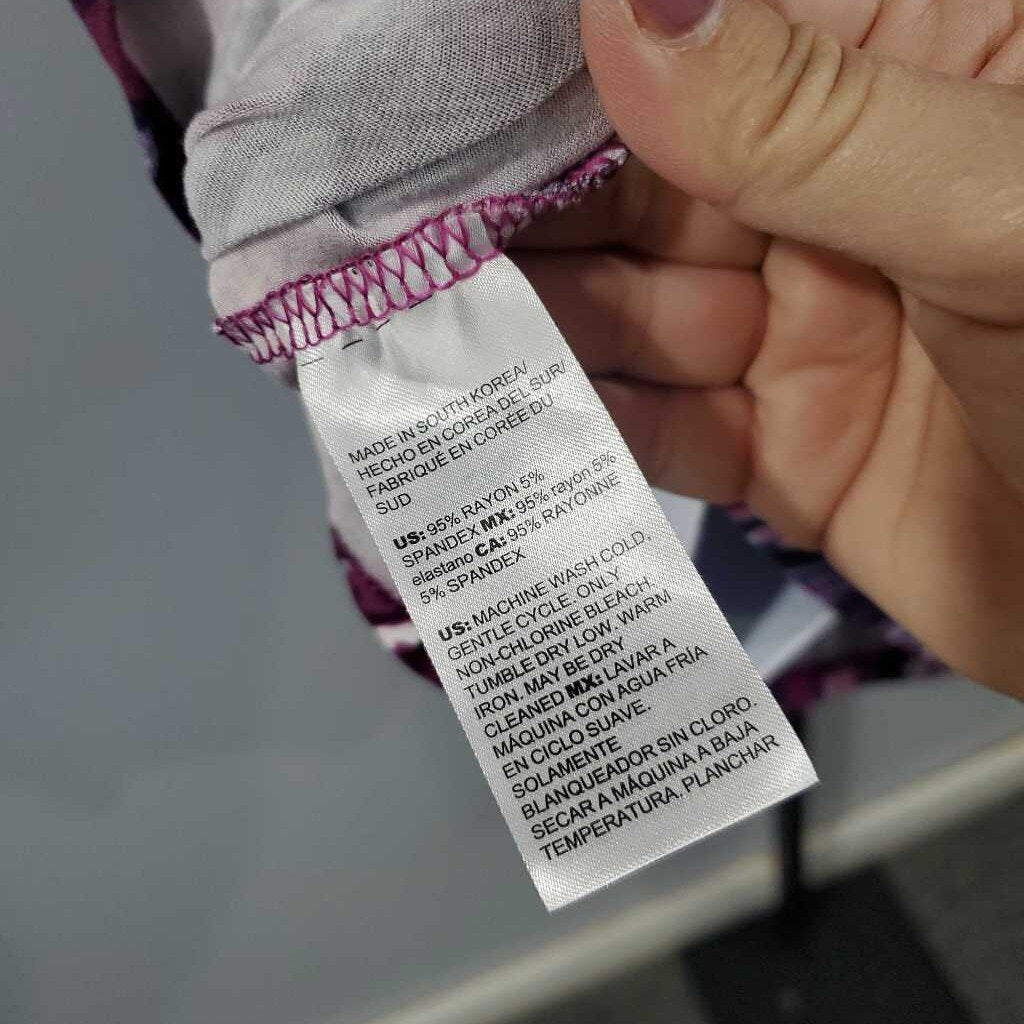 MADE IN SOUTH KOREA/
HECHO EN COREA DEL SUR/
FABRIQUÉ EN CORÉE DU
SUD
US: 95% RAYON 5%
SPANDEX MX: 95% rayón 5%
elastano CA: 95% RAYONNE
5% SPANDEX
US: MACHINE WASH COLD,
GENTLE CYCLE. ONLY
NON-CHLORINE BLEACH.
TUMBLE DRY LOW. WARM
IRON. MAY BE DRY
CLEANED MX: LAVAR A
MÁQUINA CON AGUA FRÍA
EN CICLO SUAVE.
SOLAMENTE
BLANQUEADOR SIN CLORO.
SECAR A MÁQUINA A BAJA
TEMPERATURA. PLANCHAR